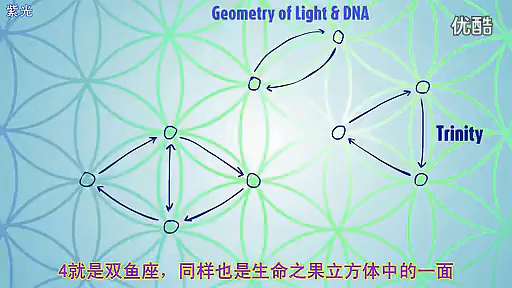 紫光
Geometry of Light & DNA
优酷
Trinity
4就是双鱼座，同样也是生命之果立方体中的一面